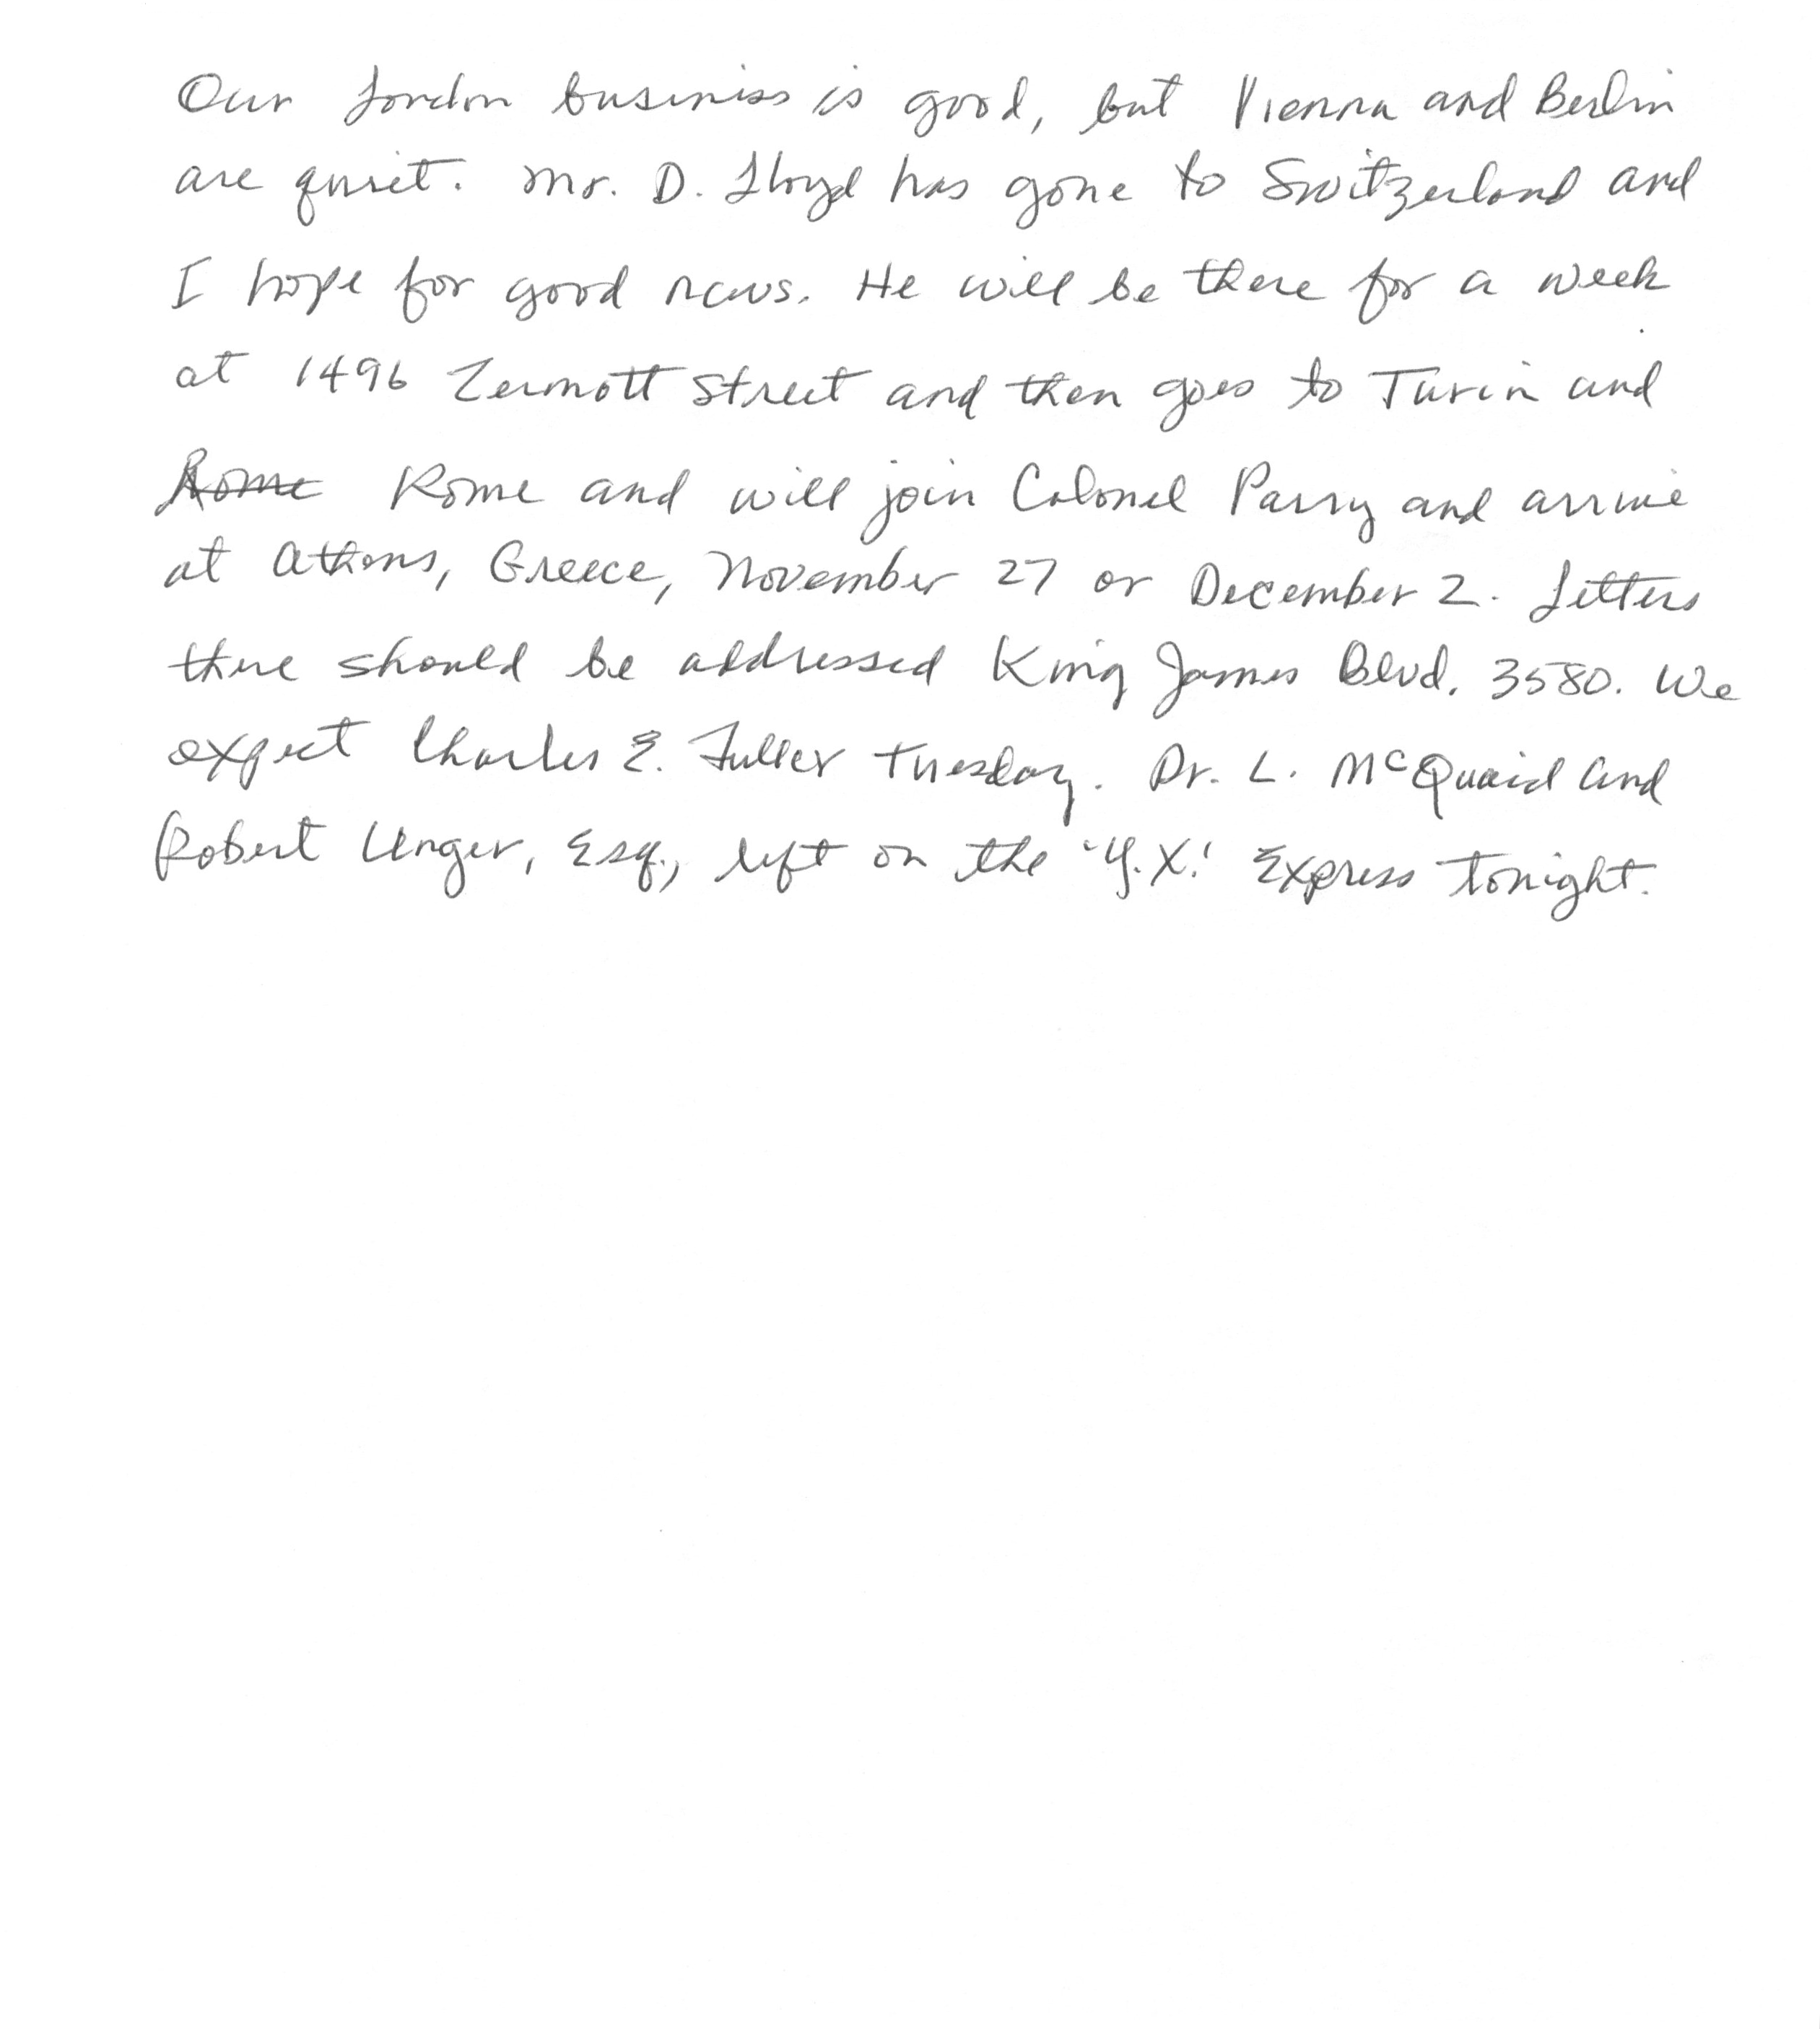 Our London business is good, but Vienna and Berlin
are quiet. Mr. D. Lloyd has gone to Switzerland and
I hope for good news. He will be there for a week
at 1496 Zermott Street and then goes to Turin and
Rome Rome and will join Colonel Parry and arrive
at Athens, Greece, November 27 or December 2. Letters
there should be addressed King James Blvd. 3580. We
expect Charles E. Fuller Tuesday. Dr. L. McQuaid and
Robert Unger, Esq., left on the 'Y.X.' Express tonight.